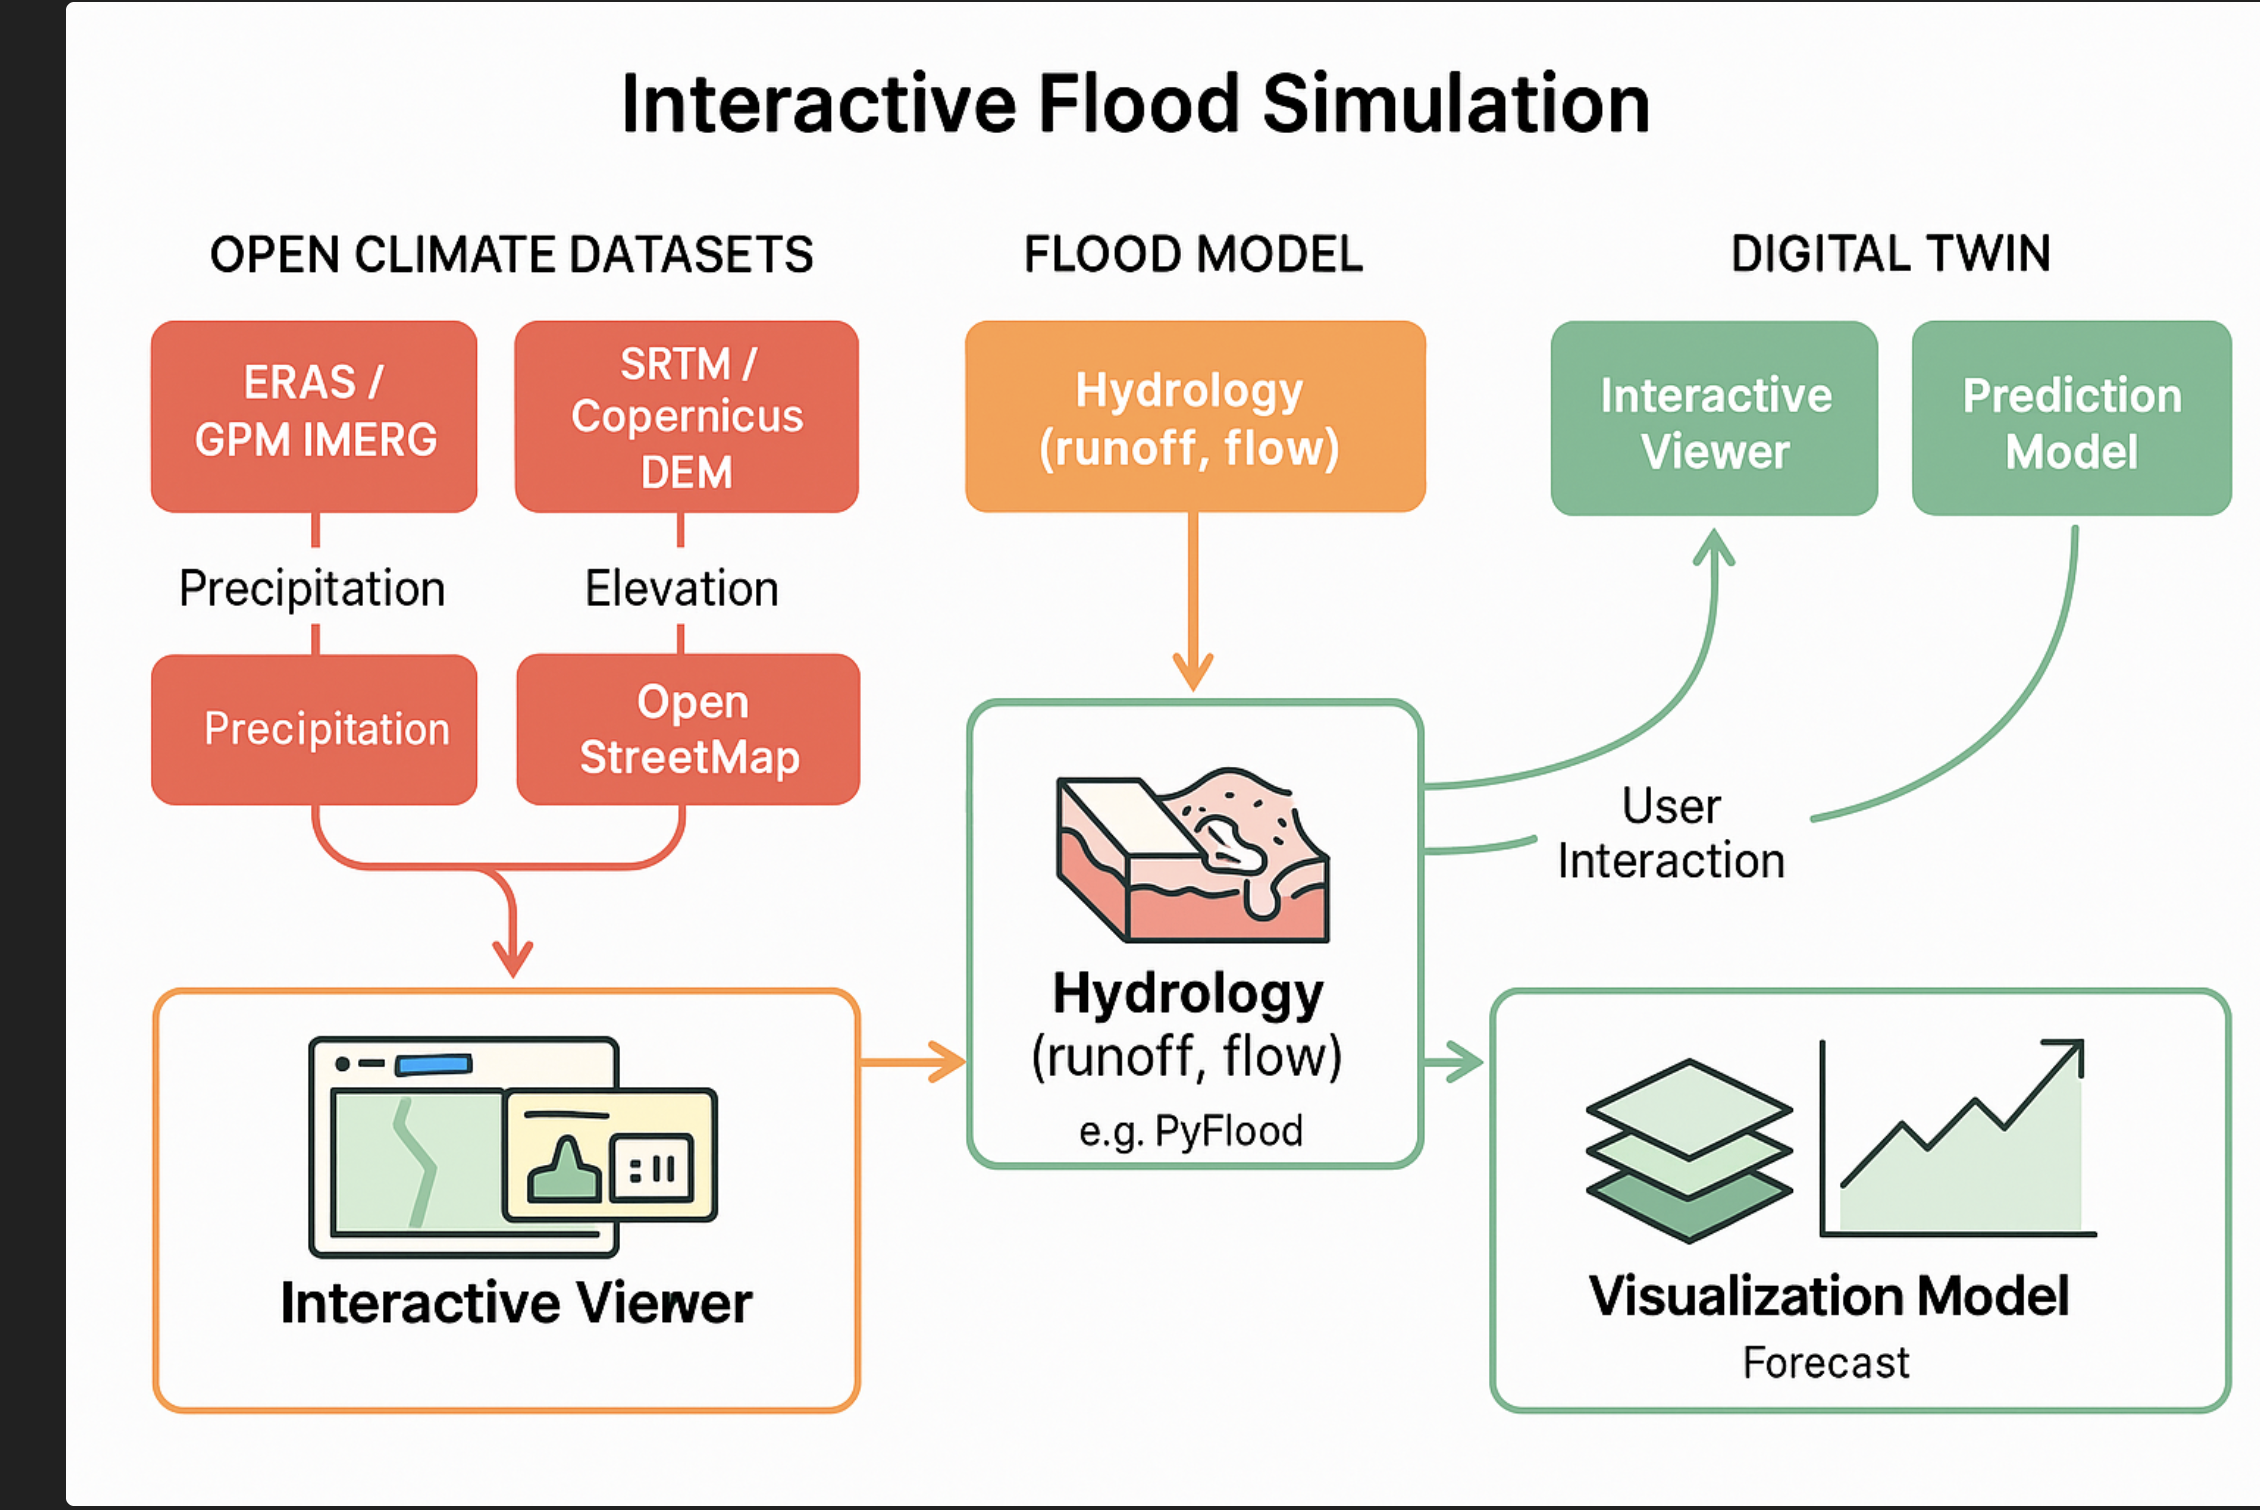 Interactive Flood Simulation
OPEN CLIMATE DATASETS
ERAS /
GPM IMERG
SRTM /
Copernicus
DEM
Precipitation
Elevation
Precipitation
Open
StreetMap
Interactive Viewer
FLOOD MODEL
Hydrology
(runoff, flow)
Hydrology
(runoff, flow)
e.g. PyFlood
DIGITAL TWIN
Interactive
Viewer
Prediction
Model
User
Interaction
Visualization Model
Forecast